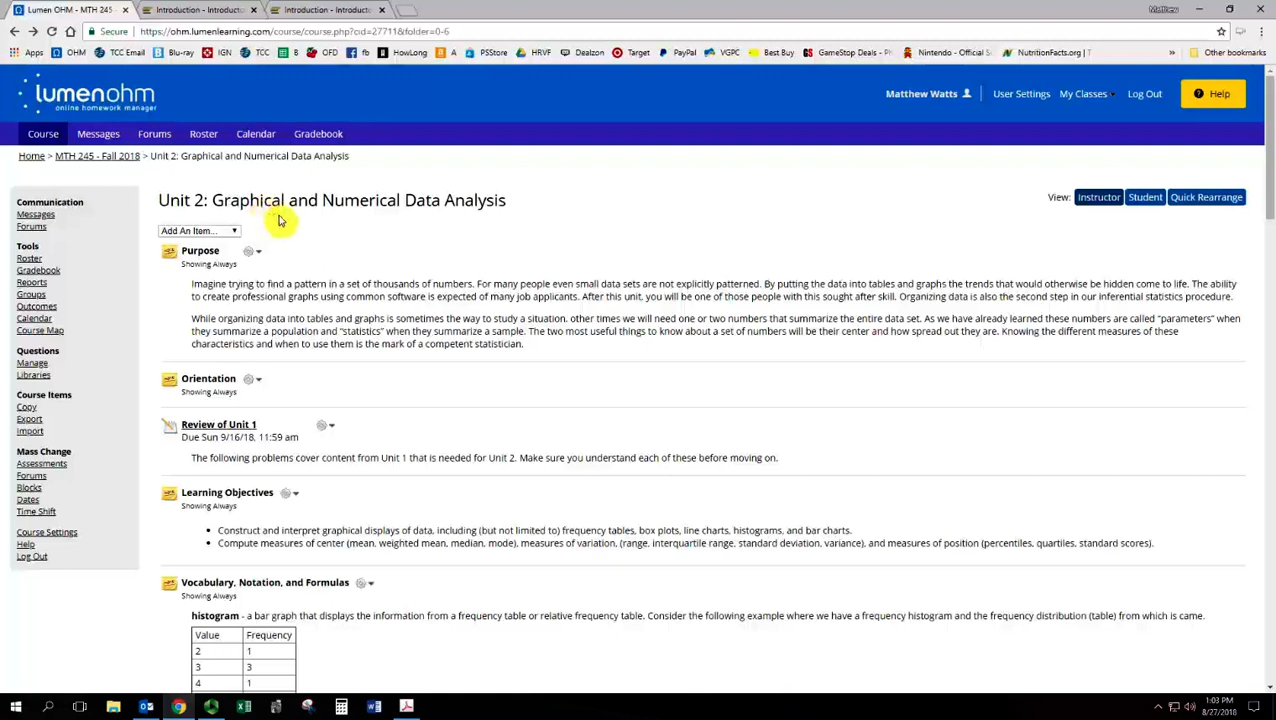 Lumen OHM - MTH 245 -
Introduction - Introducto
Introduction - Introducto
Matthew
Secure https://ohm.lumenlearning.com/course/course.php?cid=27711&folder=0-6
Apps OHM TCC Email Blu-ray IGN TCC OFD fb HowLong A PSStore HRVF Dealzon Target PayPal VGPC Best Buy GameStop Deals - Pr Nintendo - Official S NutritionFacts.org | T » Other bookmarks
lumenohm
online homework manager
Matthew Watts User Settings My Classes Log Out Help
Course Messages Forums Roster Calendar Gradebook
Home > MTH 245 - Fall 2018 > Unit 2: Graphical and Numerical Data Analysis
Communication
Messages
Forums
Tools
Roster
Gradebook
Reports
Groups
Outcomes
Calendar
Course Map
Questions
Manage
Libraries
Course Items
Copy
Export
Import
Mass Change
Assessments
Forums
Blocks
Dates
Time Shift
Course Settings
Help
Log Out
Unit 2: Graphical and Numerical Data Analysis
View: Instructor Student Quick Rearrange
Add An Item...
Purpose
Showing Always
Imagine trying to find a pattern in a set of thousands of numbers. For many people even small data sets are not explicitly patterned. By putting the data into tables and graphs the trends that would otherwise be hidden come to life. The ability
to create professional graphs using common software is expected of many job applicants. After this unit, you will be one of those people with this sought after skill. Organizing data is also the second step in our inferential statistics procedure.
While organizing data into tables and graphs is sometimes the way to study a situation, other times we will need one or two numbers that summarize the entire data set. As we have already learned these numbers are called "parameters" when
they summarize a population and "statistics" when they summarize a sample. The two most useful things to know about a set of numbers will be their center and how spread out they are. Knowing the different measures of these
characteristics and when to use them is the mark of a competent statistician.
Orientation
Showing Always
Review of Unit 1
Due Sun 9/16/18, 11:59 am
The following problems cover content from Unit 1 that is needed for Unit 2. Make sure you understand each of these before moving on.
Learning Objectives
Showing Always
• Construct and interpret graphical displays of data, including (but not limited to) frequency tables, box plots, line charts, histograms, and bar charts.
• Compute measures of center (mean, weighted mean, median, mode), measures of variation, (range, interquartile range, standard deviation, variance), and measures of position (percentiles, quartiles, standard scores).
Vocabulary, Notation, and Formulas
Showing Always
histogram - a bar graph that displays the information from a frequency table or relative frequency table. Consider the following example where we have a frequency histogram and the frequency distribution (table) from which is came.
Value Frequency
2 1
3 3
4 1
1:03 PM
8/27/2018